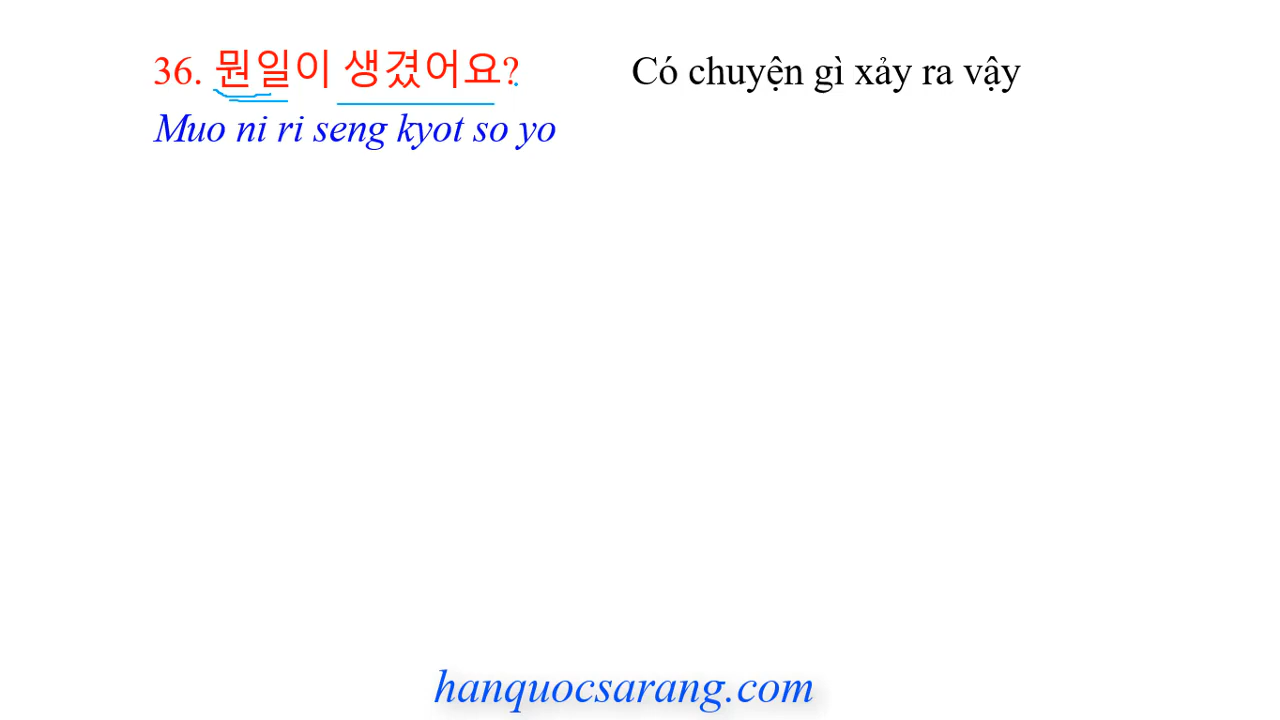 36. 뭔일이 생겼어요? Có chuyện gì xảy ra vậy
Muo ni ri seng kyot so yo
hanquocsarang.com